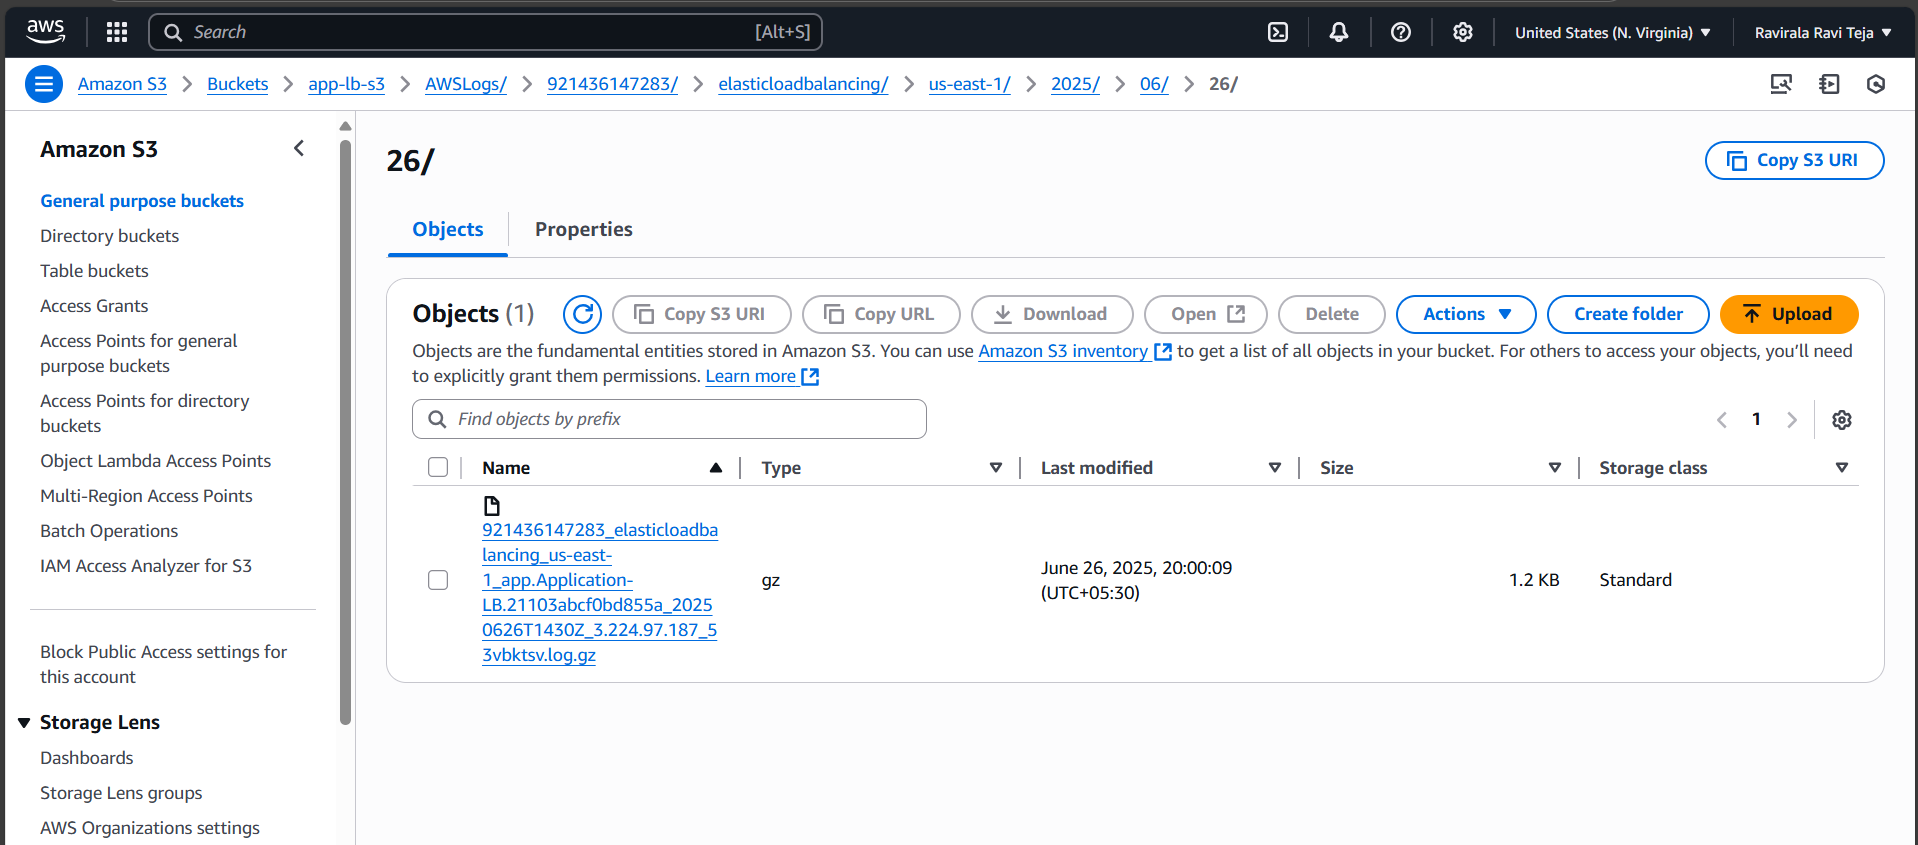 aws
Search [Alt+S]
United States (N. Virginia)
Ravirala Ravi Teja
Amazon S3 > Buckets > app-lb-s3 > AWSLogs/ > 921436147283/ > elasticloadbalancing/ > us-east-1/ > 2025/ > 06/ > 26/
Amazon S3
General purpose buckets
Directory buckets
Table buckets
Access Grants
Access Points for general
purpose buckets
Access Points for directory
buckets
Object Lambda Access Points
Multi-Region Access Points
Batch Operations
IAM Access Analyzer for S3
Block Public Access settings for
this account
Storage Lens
Dashboards
Storage Lens groups
AWS Organizations settings
26/
Copy S3 URI
Objects
Properties
Objects (1)
Copy S3 URI
Copy URL
Download
Open
Delete
Actions
Create folder
Upload
Objects are the fundamental entities stored in Amazon S3. You can use Amazon S3 inventory to get a list of all objects in your bucket. For others to access your objects, you’ll need
to explicitly grant them permissions. Learn more
Find objects by prefix
1
Name
Type
Last modified
Size
Storage class
921436147283_elasticloadba
lancing_us-east-
1_app.Application-
LB.21103abcf0bd855a_2025
0626T1430Z_3.224.97.187_5
3vbktsv.log.gz
gz
June 26, 2025, 20:00:09
(UTC+05:30)
1.2 KB
Standard